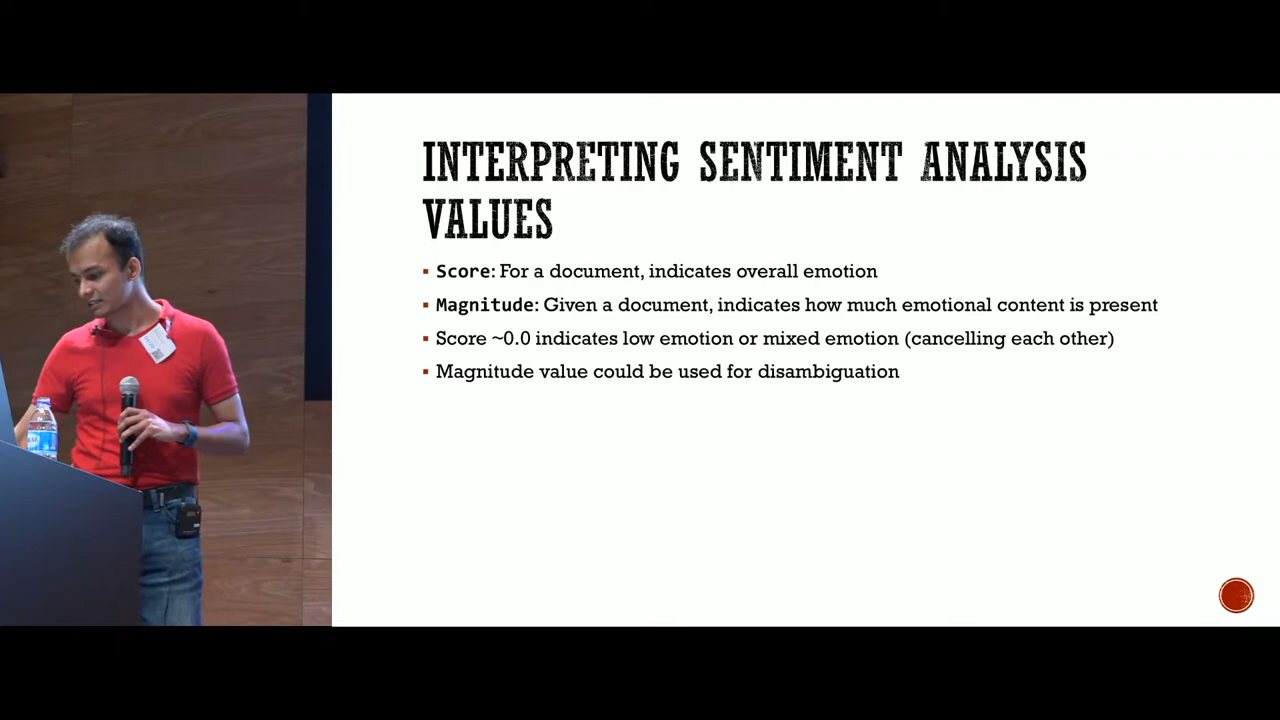 INTERPRETING SENTIMENT ANALYSIS
VALUES
▪ Score: For a document, indicates overall emotion
▪ Magnitude: Given a document, indicates how much emotional content is present
▪ Score ~0.0 indicates low emotion or mixed emotion (cancelling each other)
▪ Magnitude value could be used for disambiguation